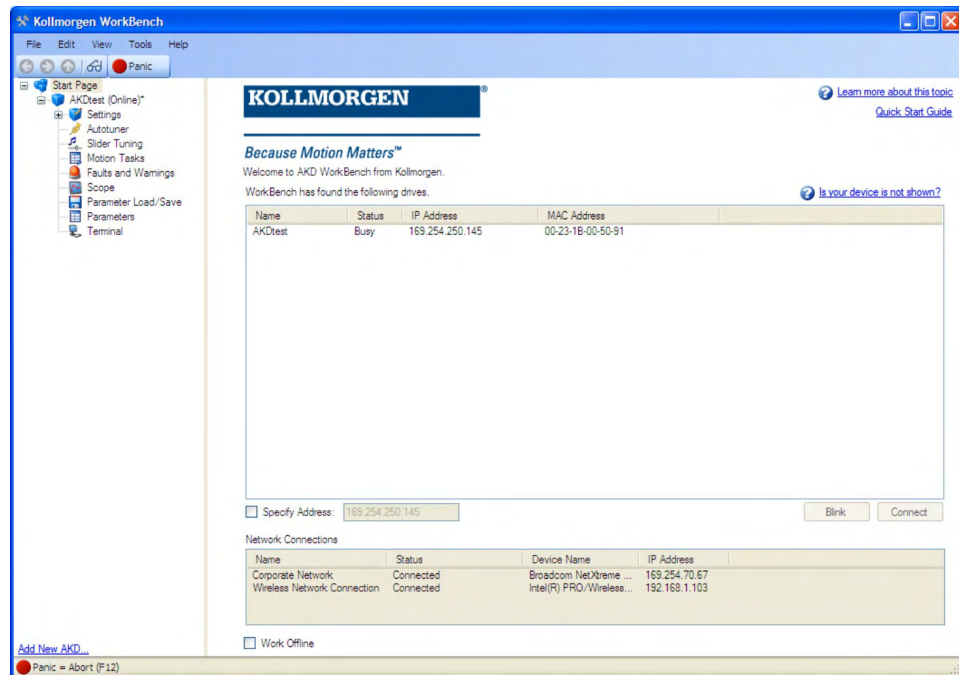 Kollmorgen WorkBench
File Edit View Tools Help
Panic
Start Page
AKDtest (Online)*
Settings
Autotuner
Slider Tuning
Motion Tasks
Faults and Warnings
Scope
Parameter Load/Save
Parameters
Terminal
Add New AKD...
KOLLMORGEN®
Because Motion Matters™
Learn more about this topic
Quick Start Guide
Welcome to AKD WorkBench from Kollmorgen.
WorkBench has found the following drives.
Is your device is not shown?
Name Status IP Address MAC Address
AKDtest Busy 169.254.250.145 00-23-1B-00-50-91
Specify Address: 169.254.250.145 Blink Connect
Network Connections
Name Status Device Name IP Address
Corporate Network Connected Broadcom NetXtreme ... 169.254.70.67
Wireless Network Connection Connected Intel(R) PRO/Wireless... 192.168.1.103
Work Offline
Panic = Abort (F12)